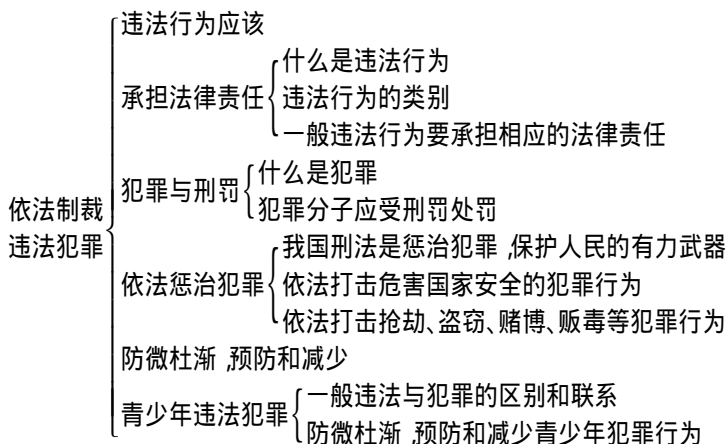 违法行为应该
什么是违法行为
承担法律责任
违法行为的类别
一般违法行为要承担相应的法律责任
什么是犯罪
犯罪与刑罚
犯罪分子应受刑罚处罚
依法制裁
违法犯罪
我国刑法是惩治犯罪,保护人民的有力武器
依法惩治犯罪
依法打击危害国家安全的犯罪行为
依法打击抢劫、盗窃、赌博、贩毒等犯罪行为
防微杜渐,预防和减少
一般违法与犯罪的区别和联系
青少年违法犯罪
防微杜渐,预防和减少青少年犯罪行为